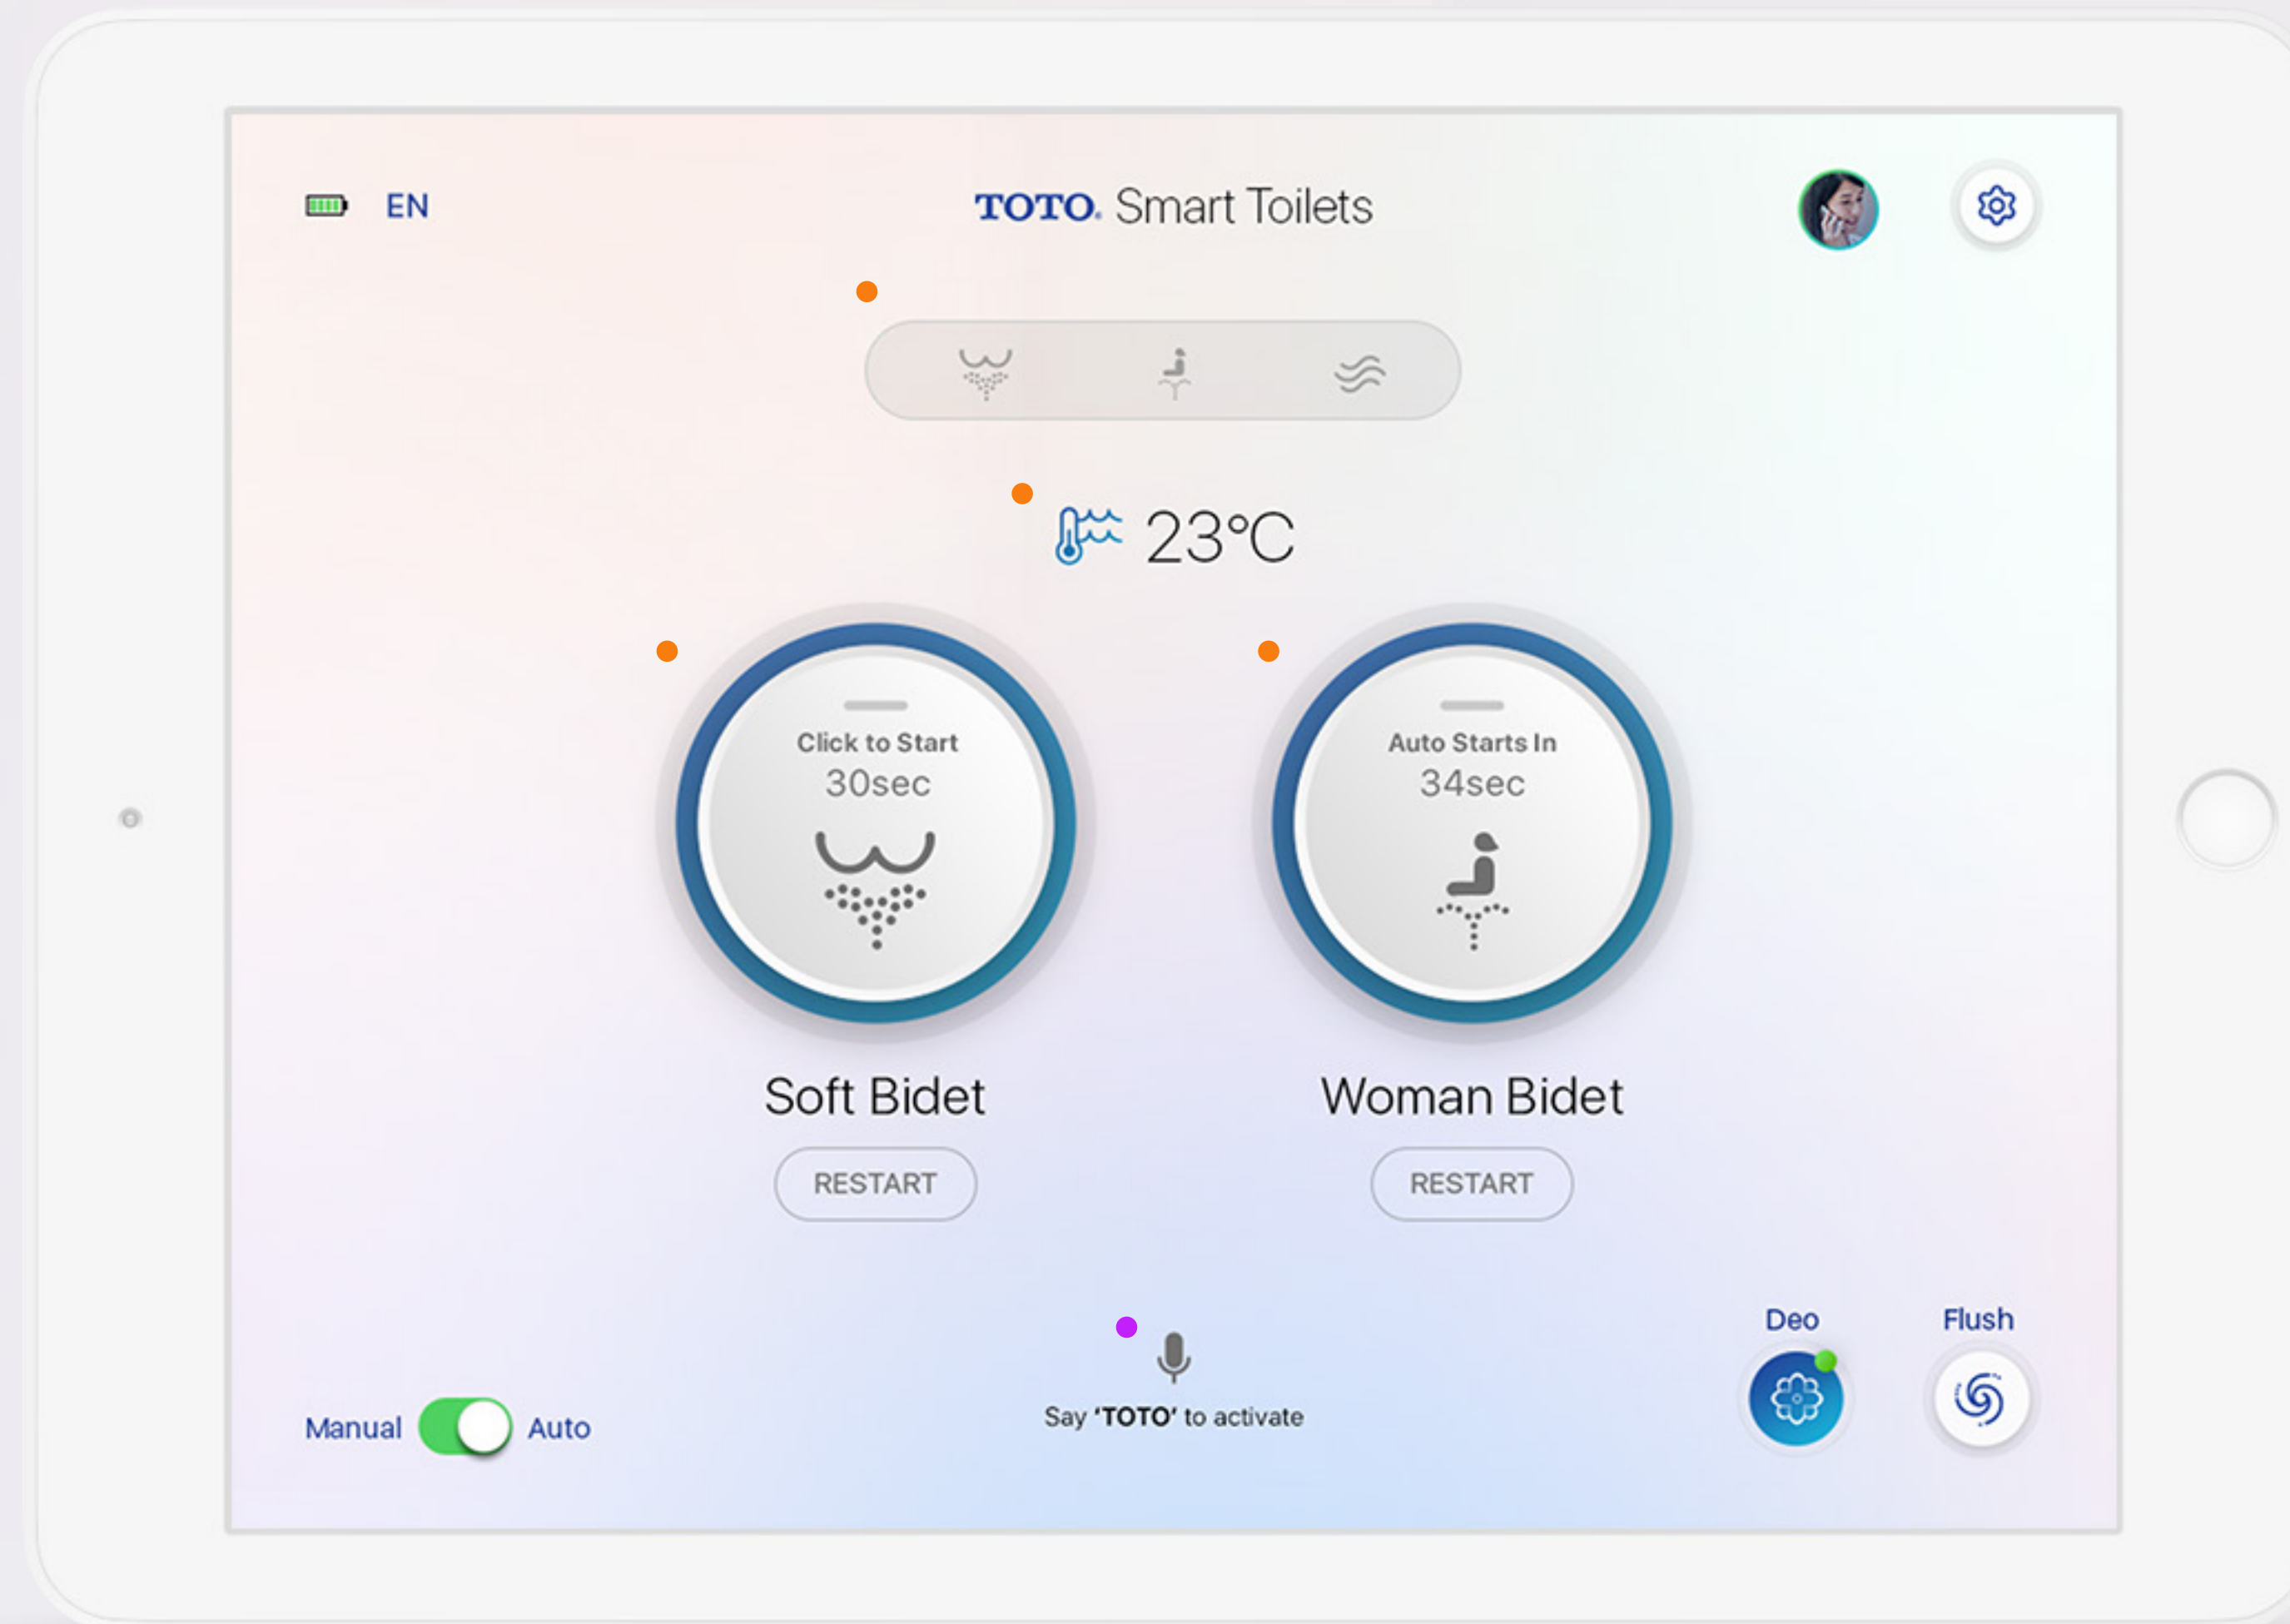 EN
TOTO. Smart Toilets
23°C
Click to Start
30sec
Auto Starts In
34sec
Soft Bidet
Woman Bidet
RESTART
RESTART
Deo
Flush
Manual
Auto
Say ‘TOTO’ to activate